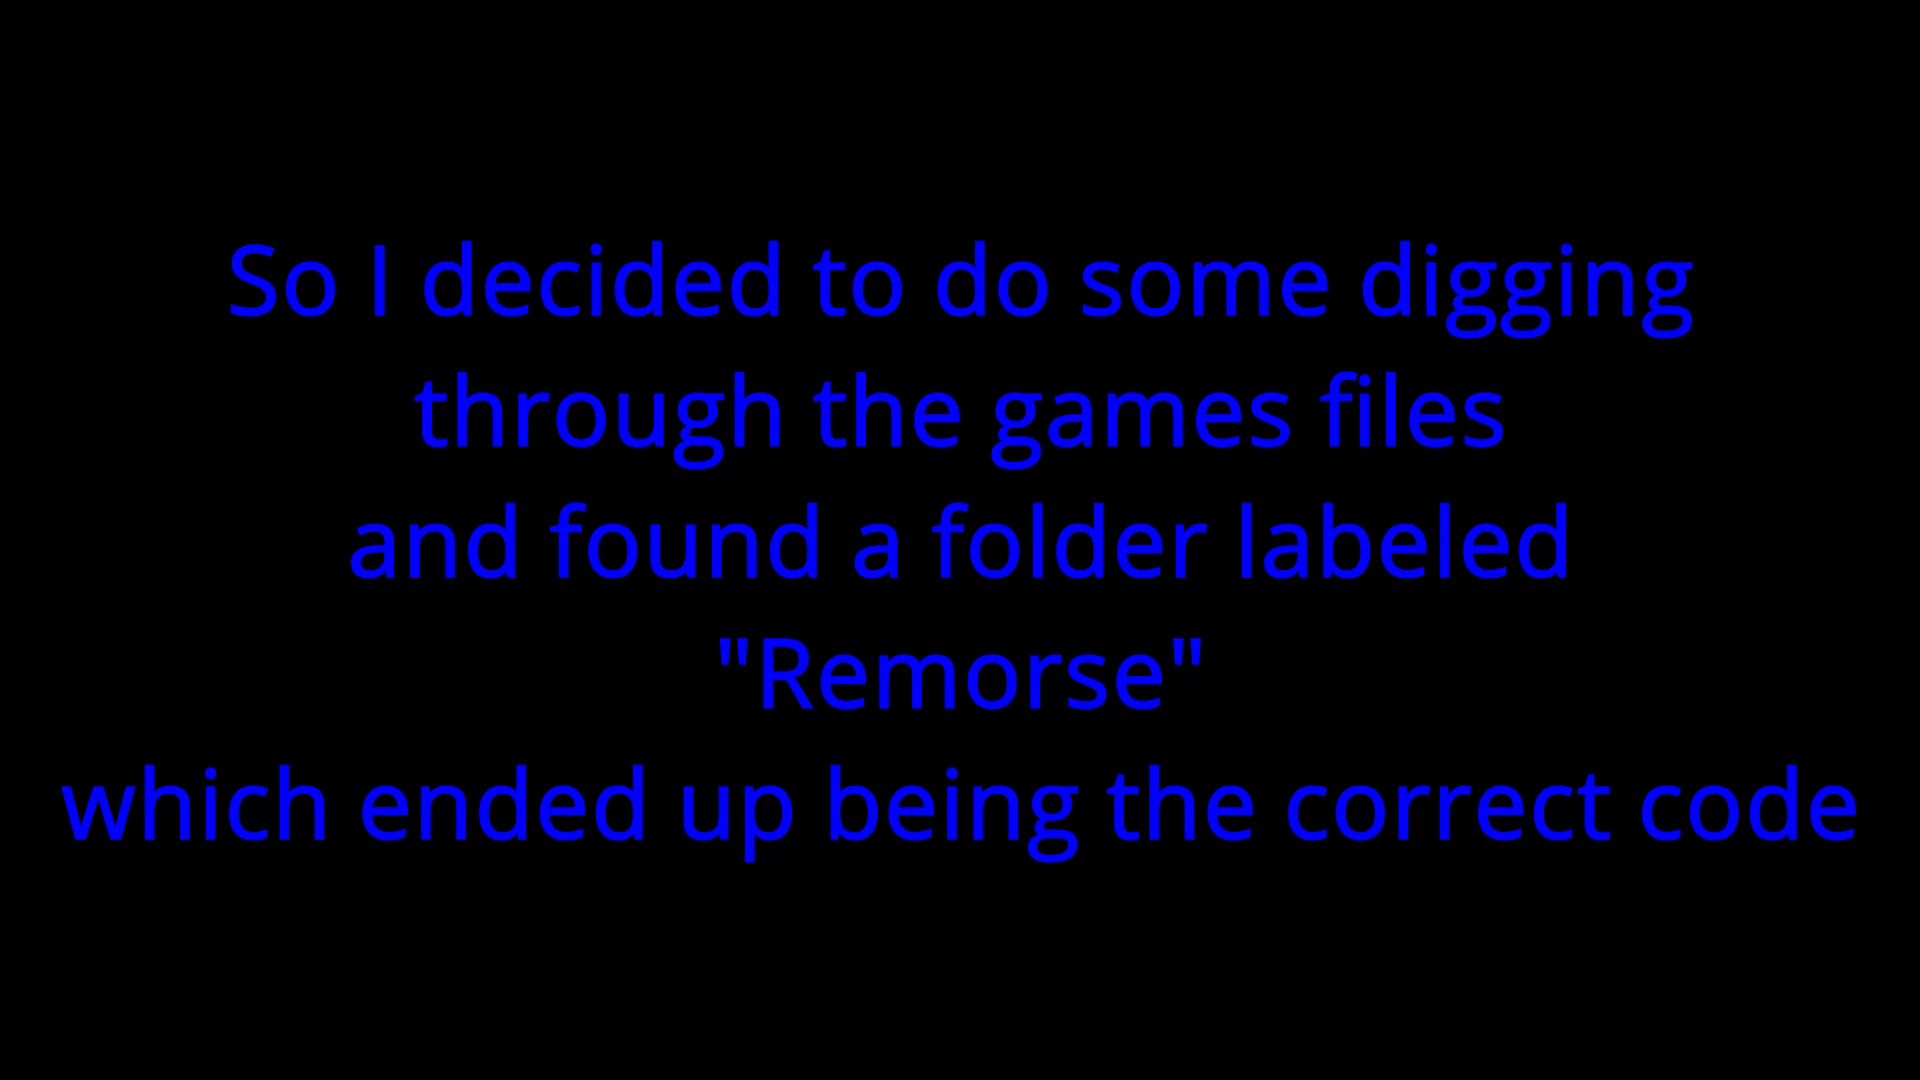 So I decided to do some digging
through the games files
and found a folder labeled
"Remorse"
which ended up being the correct code